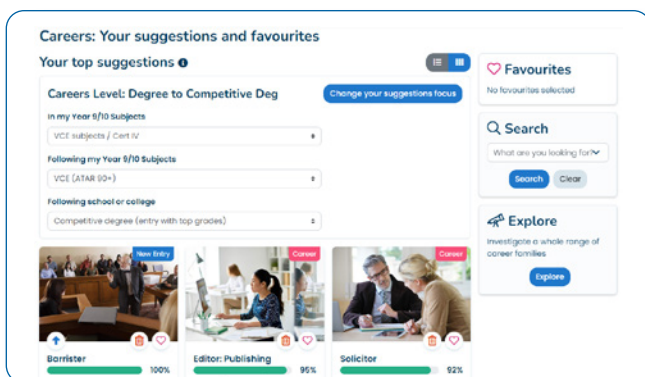 Careers: Your suggestions and favourites
Your top suggestions
Careers Level: Degree to Competitive Deg
Change your suggestions focus
In my Year 9/10 Subjects
VCE subjects / Cert IV
Following my Year 9/10 Subjects
VCE (ATAR 90+)
Following school or college
Competitive degree (entry with top grades)
New Entry
Barrister
100%
Career
Editor: Publishing
95%
Career
Solicitor
92%
Favourites
No favourites selected
Search
What are you looking for?
Search
Clear
Explore
Investigate a whole range of
career families
Explore